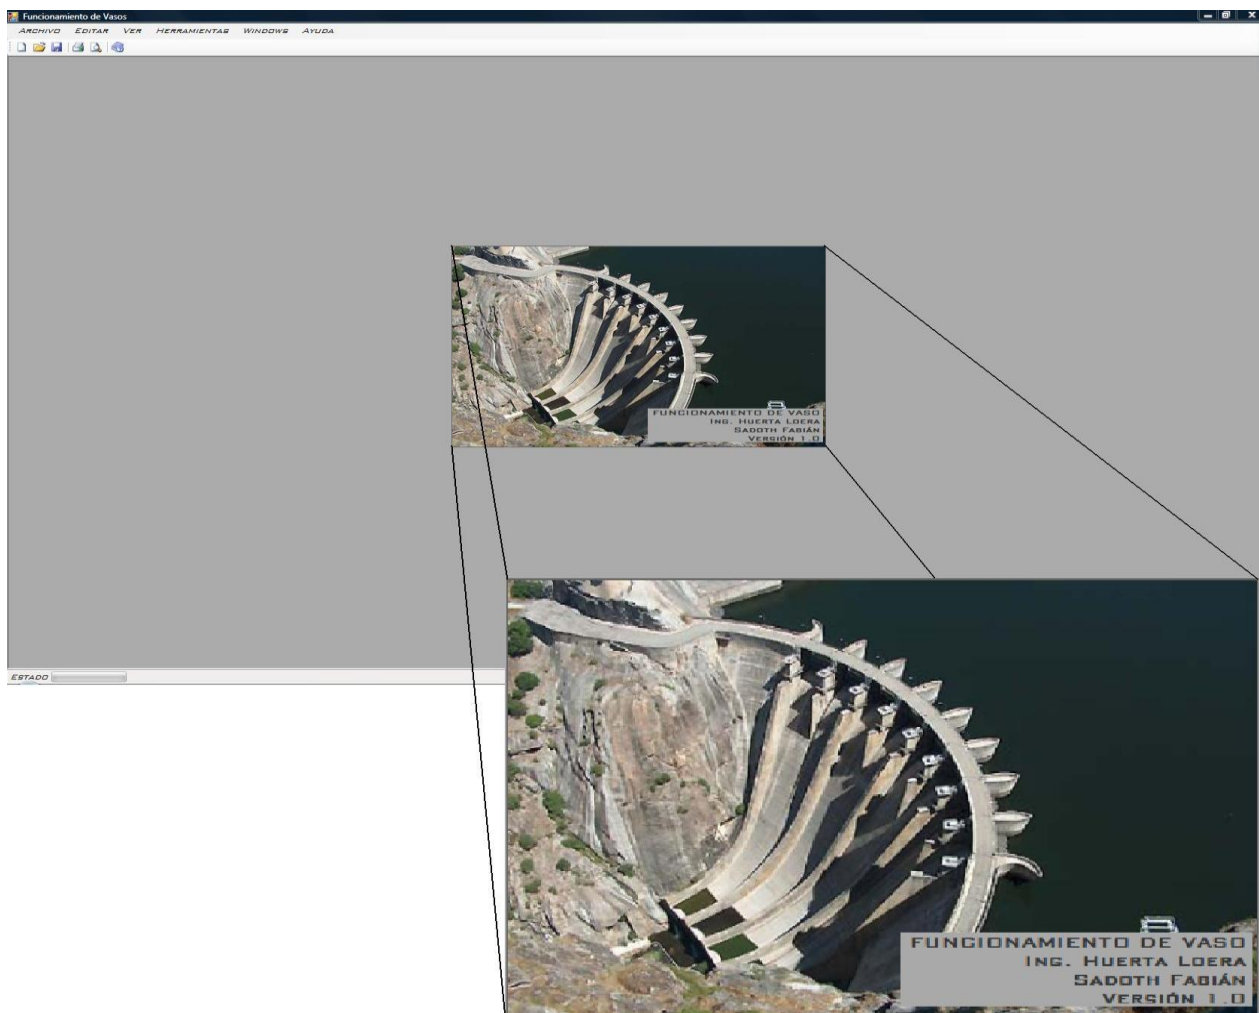 Funcionamiento de Vasos
Archivo Editar Ver Herramientas Windows Ayuda
FUNCIONAMIENTO DE VASO
Ing. Huerta Loera
Sadoth Fabián
Versión 1.0
Estado
FUNCIONAMIENTO DE VASO
Ing. Huerta Loera
Sadoth Fabián
Versión 1.0